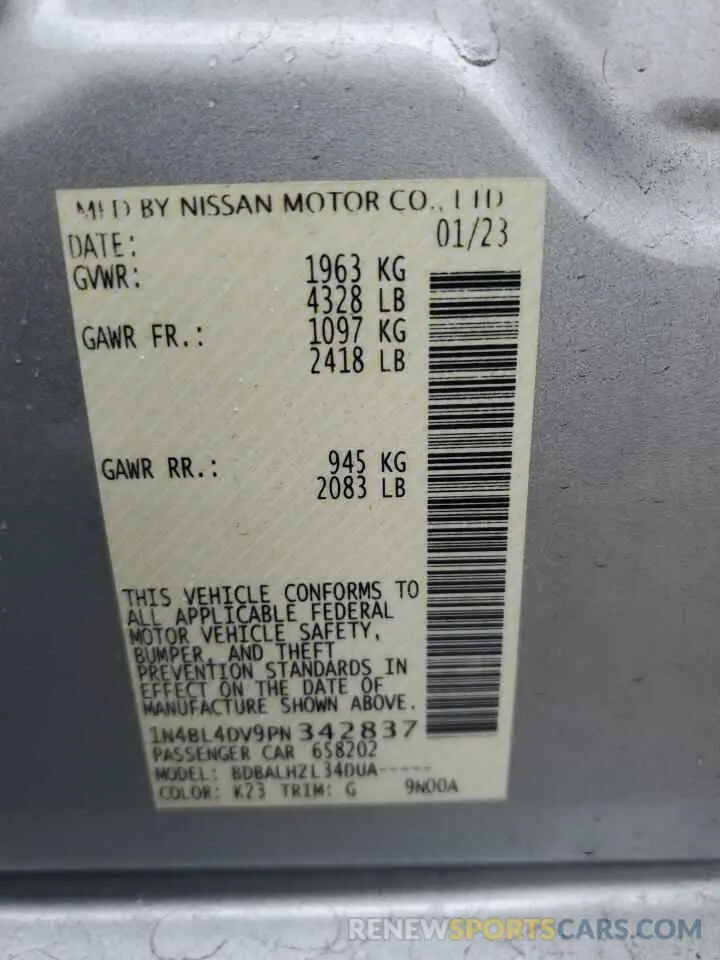 MFD BY NISSAN MOTOR CO., LTD
DATE: 01/23
GVWR: 1963 KG
4328 LB
GAWR FR.: 1097 KG
2418 LB
GAWR RR.: 945 KG
2083 LB
THIS VEHICLE CONFORMS TO
ALL APPLICABLE FEDERAL
MOTOR VEHICLE SAFETY,
BUMPER, AND THEFT
PREVENTION STANDARDS IN
EFFECT ON THE DATE OF
MANUFACTURE SHOWN ABOVE.
1N4BL4DV9PN 342837
PASSENGER CAR 658202
MODEL: BDBALHZL34DUA-----
COLOR: K23 TRIM: G 9N00A
RENEWSPORTSCARS.COM